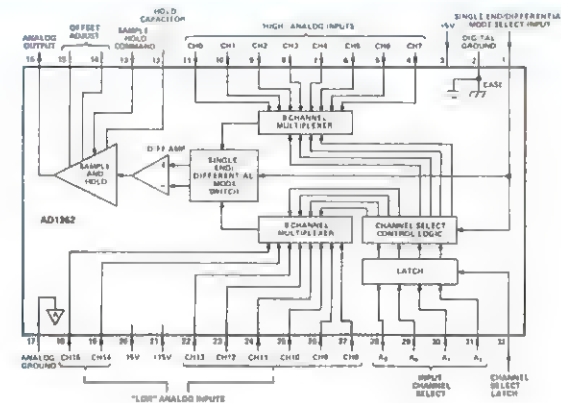 HOLD
CAPACITOR
SAMPLE
HOLD
COMMAND
OFFSET
ADJUST
ANALOG
OUTPUT
"HIGH" ANALOG INPUTS
SINGLE END/DIFFERENTIAL
MODE SELECT INPUT
+5V
DIGITAL
GROUND
CH0 CH1 CH2 CH3 CH4 CH5 CH6 CH7
16 15 14 13 12 11 10 9 8 7 6 5 4 3 2 1
CASE
8 CHANNEL
MULTIPLEXER
DIFF AMP
SAMPLE
AND
HOLD
SINGLE
END/
DIFFERENTIAL
MODE
SWITCH
AD1362
8 CHANNEL
MULTIPLEXER
CHANNEL SELECT
CONTROL LOGIC
LATCH
A
17 18 19 20 21 22 23 24 25 26 27 28 29 30 31 32
ANALOG
GROUND
CH15 CH14 -15V +15V CH13 CH12 CH11 CH10 CH9 CH8
INPUT
CHANNEL
SELECT
CHANNEL
SELECT
LATCH
"LOW" ANALOG INPUTS